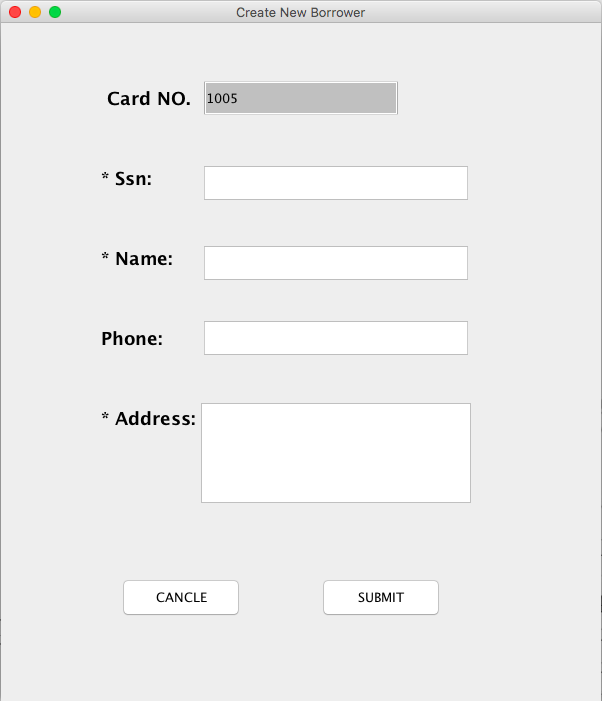 Create New Borrower
Card NO. 1005
* Ssn:
* Name:
Phone:
* Address:
CANCLE SUBMIT